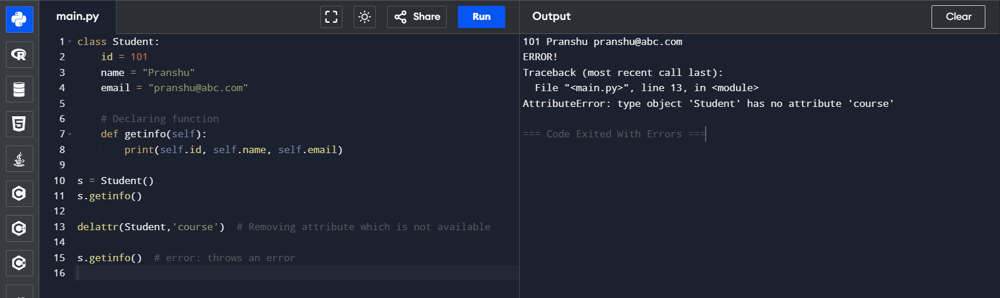 main.py
Share
Run
Output
Clear
1 class Student:
2     id = 101
3     name = "Pranshu"
4     email = "pranshu@abc.com"
5
6     # Declaring function
7     def getinfo(self):
8         print(self.id, self.name, self.email)
9
10 s = Student()
11 s.getinfo()
12
13 delattr(Student,'course')  # Removing attribute which is not available
14
15 s.getinfo()  # error: throws an error
16
101 Pranshu pranshu@abc.com
ERROR!
Traceback (most recent call last):
  File "<main.py>", line 13, in <module>
AttributeError: type object 'Student' has no attribute 'course'
=== Code Exited With Errors ===